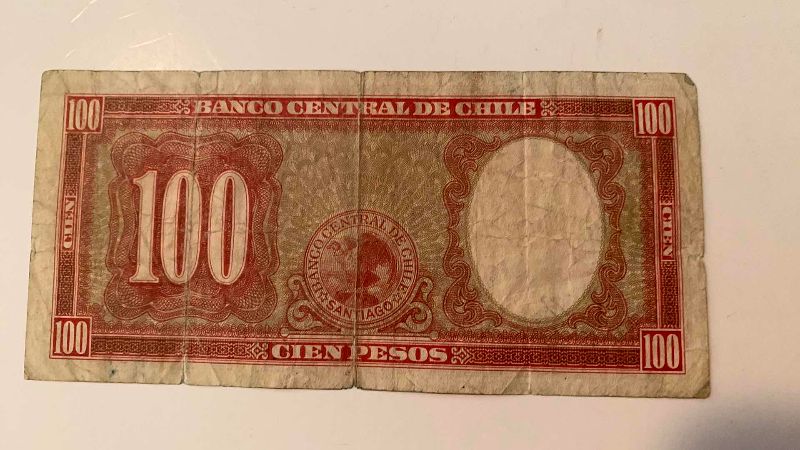 100 BANCO CENTRAL DE CHILE 100
CIEN
100
BANCO CENTRAL DE CHILE
SANTIAGO
CIEN
100 CIEN PESOS 100